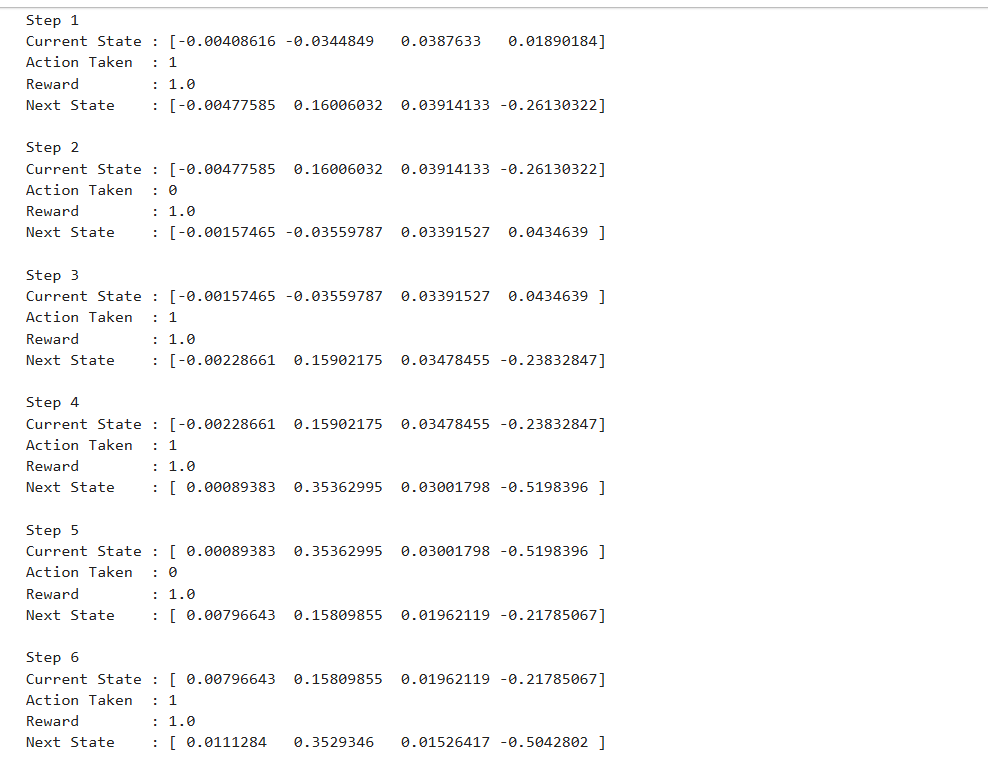 Step 1
Current State : [-0.00408616 -0.0344849   0.0387633   0.01890184]
Action Taken  : 1
Reward        : 1.0
Next State    : [-0.00477585  0.16006032  0.03914133 -0.26130322]

Step 2
Current State : [-0.00477585  0.16006032  0.03914133 -0.26130322]
Action Taken  : 0
Reward        : 1.0
Next State    : [-0.00157465 -0.03559787  0.03391527  0.0434639 ]

Step 3
Current State : [-0.00157465 -0.03559787  0.03391527  0.0434639 ]
Action Taken  : 1
Reward        : 1.0
Next State    : [-0.00228661  0.15902175  0.03478455 -0.23832847]

Step 4
Current State : [-0.00228661  0.15902175  0.03478455 -0.23832847]
Action Taken  : 1
Reward        : 1.0
Next State    : [ 0.00089383  0.35362995  0.03001798 -0.5198396 ]

Step 5
Current State : [ 0.00089383  0.35362995  0.03001798 -0.5198396 ]
Action Taken  : 0
Reward        : 1.0
Next State    : [ 0.00796643  0.15809855  0.01962119 -0.21785067]

Step 6
Current State : [ 0.00796643  0.15809855  0.01962119 -0.21785067]
Action Taken  : 1
Reward        : 1.0
Next State    : [ 0.0111284   0.3529346   0.01526417 -0.5042802 ]